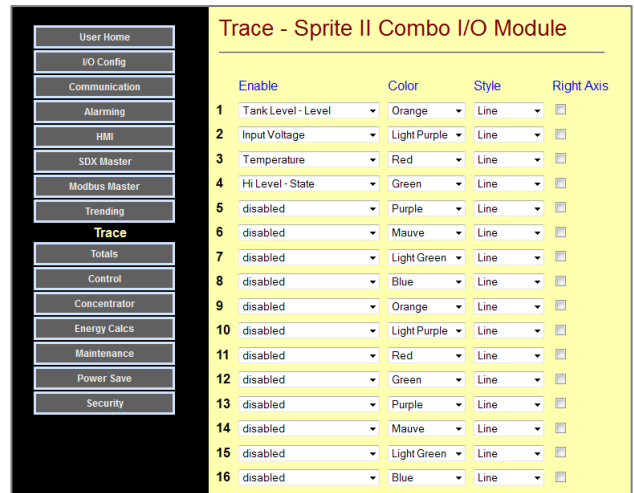 Trace - Sprite II Combo I/O Module
User Home
I/O Config
Communication
Alarming
HMI
SDX Master
Modbus Master
Trending
Trace
Totals
Control
Concentrator
Energy Calcs
Maintenance
Power Save
Security
Enable Color Style Right Axis
1 Tank Level - Level Orange Line
2 Input Voltage Light Purple Line
3 Temperature Red Line
4 Hi Level - State Green Line
5 disabled Purple Line
6 disabled Mauve Line
7 disabled Light Green Line
8 disabled Blue Line
9 disabled Orange Line
10 disabled Light Purple Line
11 disabled Red Line
12 disabled Green Line
13 disabled Purple Line
14 disabled Mauve Line
15 disabled Light Green Line
16 disabled Blue Line